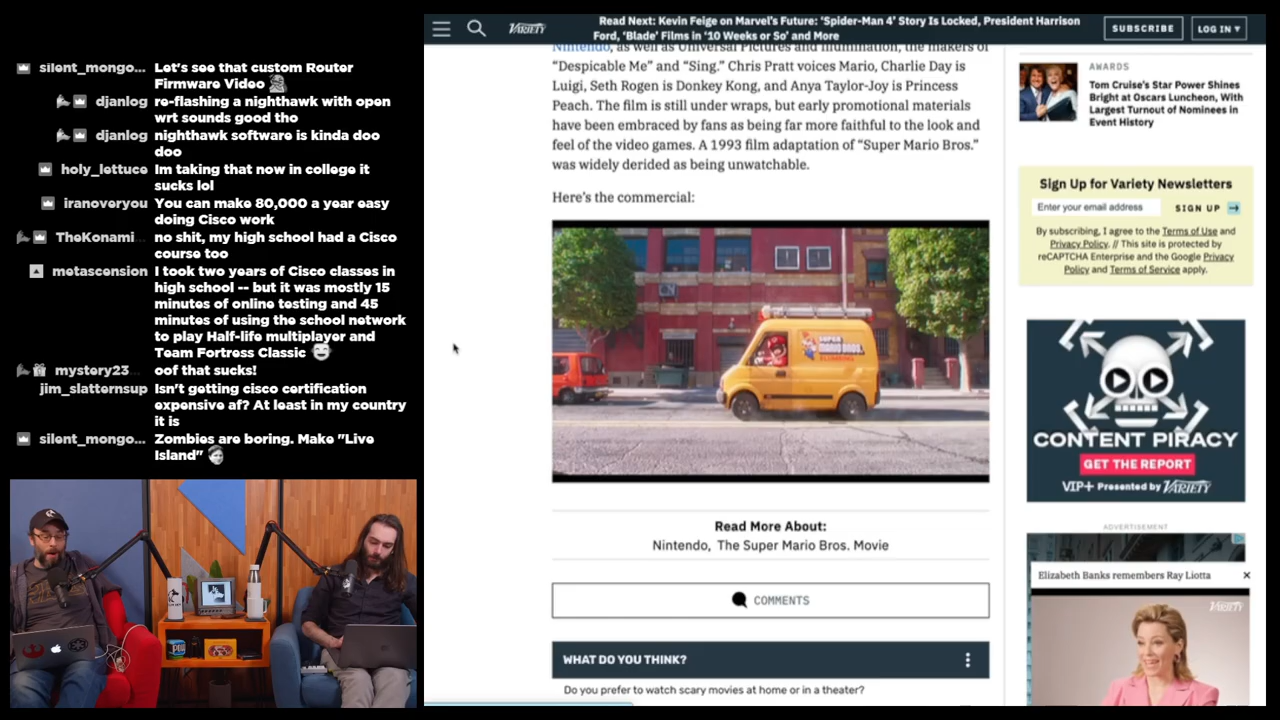 silent_mongo... Let's see that custom Router
Firmware Video
djanlog re-flashing a nighthawk with open
wrt sounds good tho
djanlog nighthawk software is kinda doo
doo
holy_lettuce Im taking that now in college it
sucks lol
iranoveryou You can make 80,000 a year easy
doing Cisco work
TheKonami... no shit, my high school had a Cisco
course too
metascension I took two years of Cisco classes in
high school -- but it was mostly 15
minutes of online testing and 45
minutes of using the school network
to play Half-life multiplayer and
Team Fortress Classic
mystery23 oof that sucks!
jim_slatternsup Isn't getting cisco certification
expensive af? At least in my country
it is
silent_mongo... Zombies are boring. Make "Live
Island"
VARIETY
Read Next: Kevin Feige on Marvel's Future: 'Spider-Man 4' Story Is Locked, President Harrison
Ford, 'Blade' Films in '10 Weeks or So' and More
SUBSCRIBE
LOG IN
Nintendo, as well as Universal Pictures and Illumination, the makers of
“Despicable Me” and “Sing.” Chris Pratt voices Mario, Charlie Day is
Luigi, Seth Rogen is Donkey Kong, and Anya Taylor-Joy is Princess
Peach. The film is still under wraps, but early promotional materials
have been embraced by fans as being far more faithful to the look and
feel of the video games. A 1993 film adaptation of “Super Mario Bros.”
was widely derided as being unwatchable.
Here's the commercial:
SUPER
MARIO BROS.
PLUMBING
Read More About:
Nintendo, The Super Mario Bros. Movie
COMMENTS
WHAT DO YOU THINK?
Do you prefer to watch scary movies at home or in a theater?
AWARDS
Tom Cruise's Star Power Shines
Bright at Oscars Luncheon, With
Largest Turnout of Nominees in
Event History
Sign Up for Variety Newsletters
Enter your email address
SIGN UP
By subscribing, I agree to the Terms of Use and
Privacy Policy. // This site is protected by
reCAPTCHA Enterprise and the Google Privacy
Policy and Terms of Service apply.
CONTENT PIRACY
GET THE REPORT
VIP+ Presented by VARIETY
ADVERTISEMENT
Elizabeth Banks remembers Ray Liotta
VARIETY